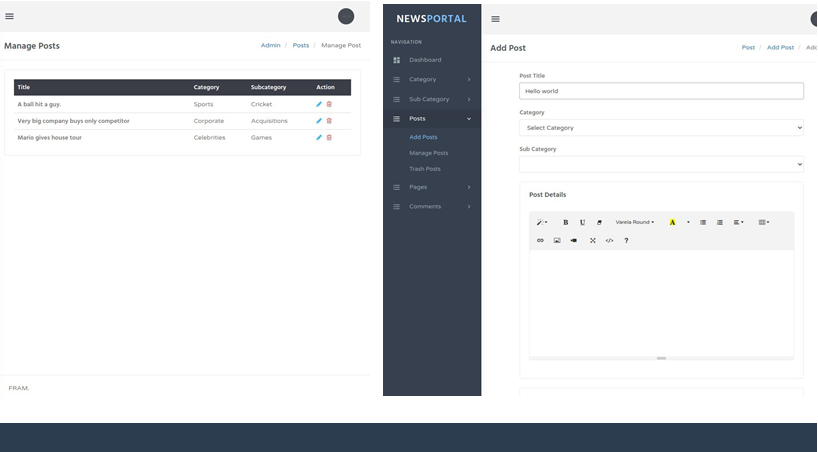 Manage Posts
Admin / Posts / Manage Post
Title Category Subcategory Action
A ball hit a guy. Sports Cricket
Very big company buys only competitor Corporate Acquisitions
Mario gives house tour Celebrities Games
FRAM.
NEWSPORTAL
NAVIGATION
Dashboard
Category
Sub Category
Posts
Add Posts
Manage Posts
Trash Posts
Pages
Comments
Add Post
Post / Add Post / Add
Post Title
Hello world
Category
Select Category
Sub Category
Post Details
B U Varela Round A
</> ?